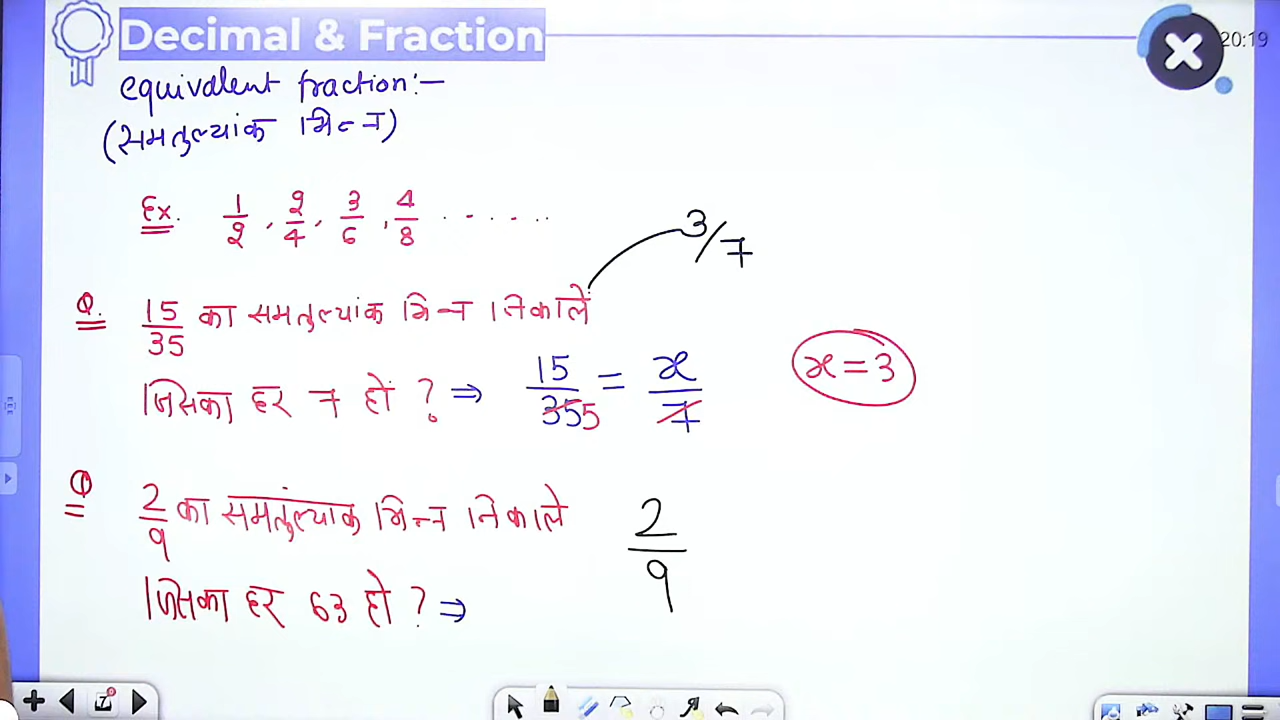 Decimal & Fraction
20:19
equivalent fraction:-
(समतुल्यांक भिन्न)
Ex. 1/2, 2/4, 3/6, 4/8 .......
3/7
Q. 15/35 का समतुल्यांक भिन्न निकालें
जिसका हर 7 हो ? ⇒ 15/35 5 = x/7
x = 3
Q 2/9 का समतुल्यांक भिन्न निकाले
2/9
जिसका हर 63 हो ? ⇒